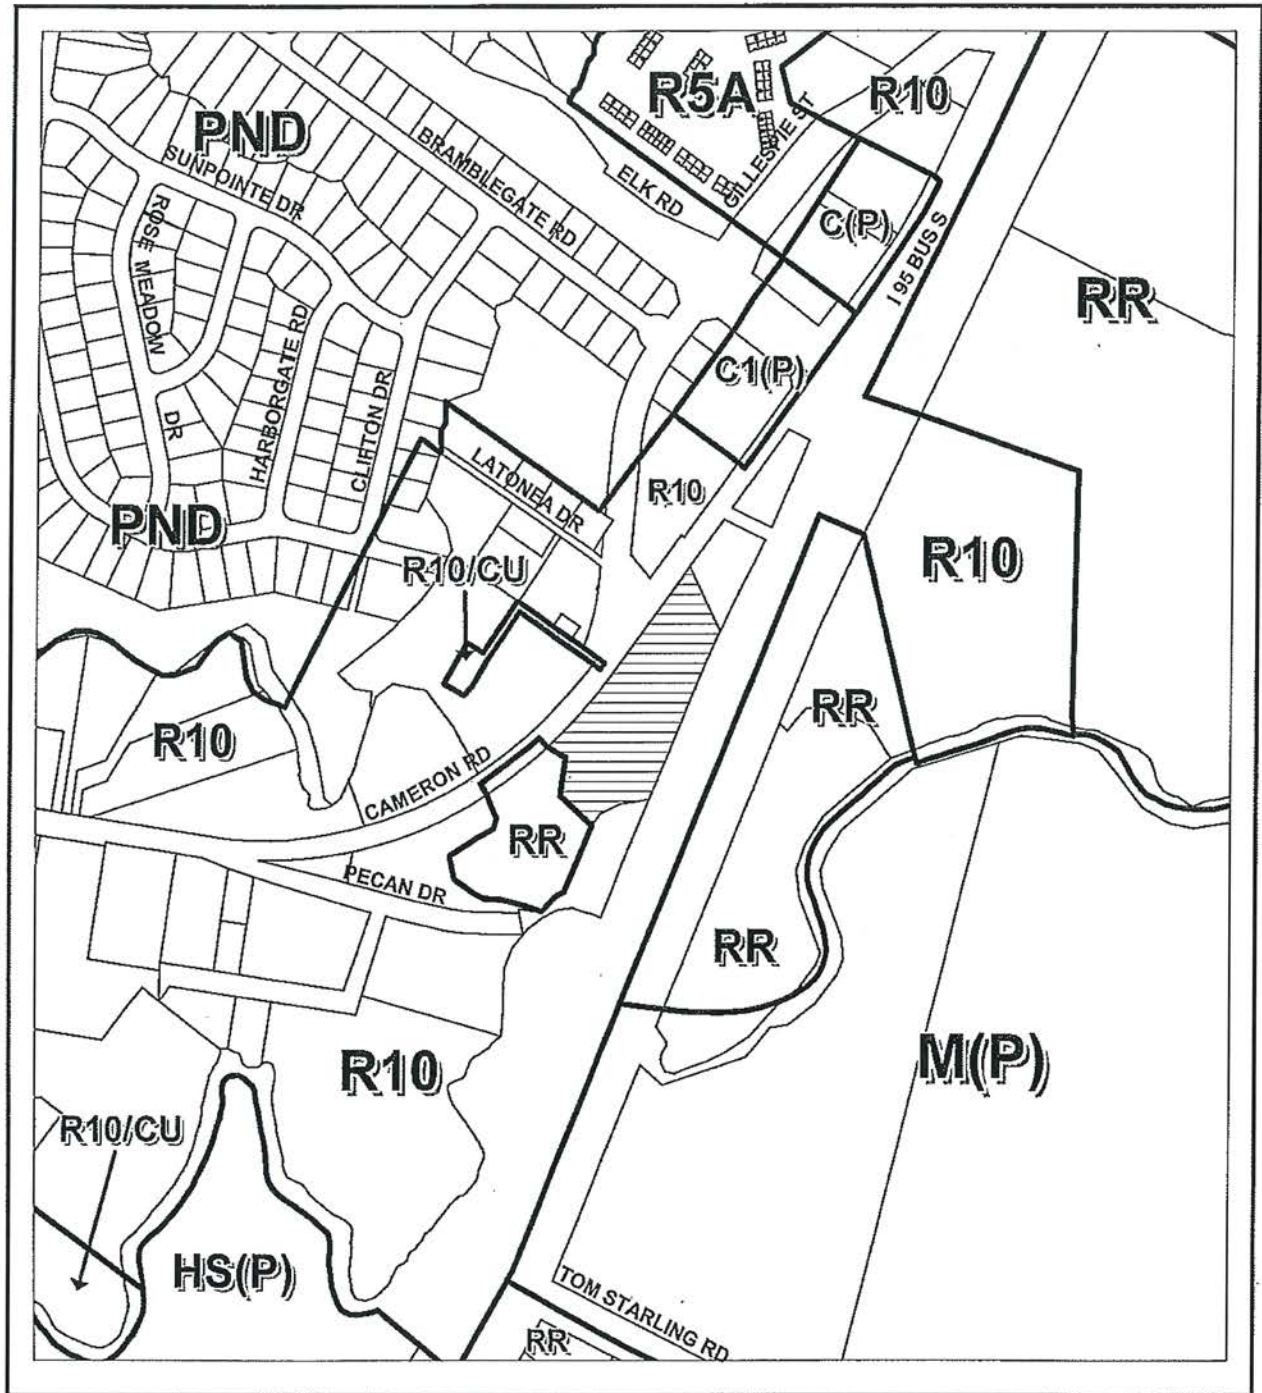 R5A
R10
PND
BRAMBLEGATE RD
SUNPOINTE DR
ELK RD
GILLESPIE ST
C(P)
ROSE MEADOW
DR
I 95 BUS S
RR
HARBORGATE RD
CLIFTON DR
C1(P)
LATONEA DR
R10
PND
R10/CU
R10
RR
R10
CAMERON RD
RR
PECAN DR
RR
R10
M(P)
R10/CU
HS(P)
TOM STARLING RD
RR